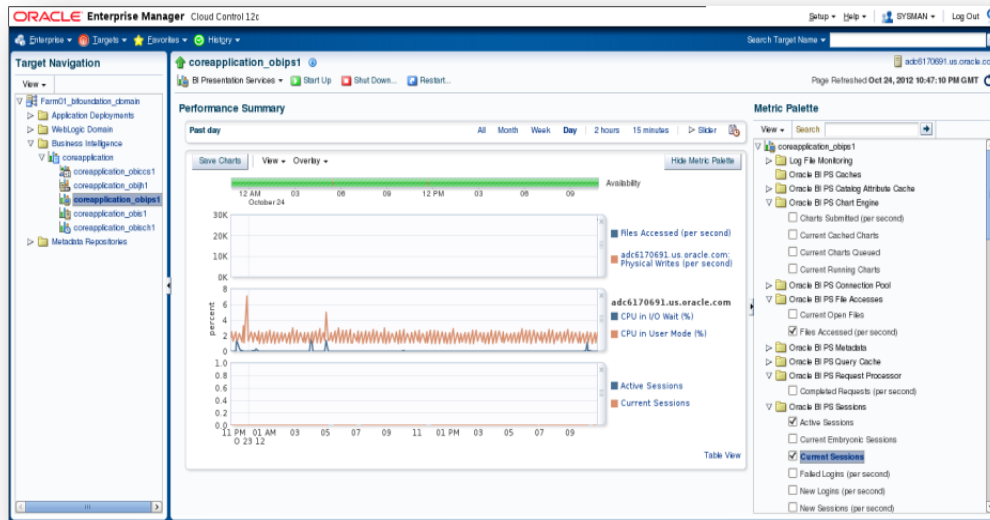 ORACLE Enterprise Manager Cloud Control 12c
Setup Help SYSMAN Log Out
Enterprise Targets Favorites History
Search Target Name
Target Navigation
View
Farm01_bifoundation_domain
Application Deployments
WebLogic Domain
Business Intelligence
coreapplication
coreapplication_obiccs1
coreapplication_obijh1
coreapplication_obips1
coreapplication_obis1
coreapplication_obisch1
Metadata Repositories
coreapplication_obips1
adc6170691.us.oracle.co
BI Presentation Services Start Up Shut Down... Restart...
Page Refreshed Oct 24, 2012 10:47:10 PM GMT
Performance Summary
Past day
All Month Week Day 2 hours 15 minutes Slider
Save Charts View Overlay Hide Metric Palette
Availability
12 AM 03 06 09 12 PM 03 06 09
October 24
30K
20K
10K
0K
Files Accessed (per second)
adc6170691.us.oracle.com:
Physical Writes (per second)
percent
8
6
4
2
0
adc6170691.us.oracle.com
CPU in I/O Wait (%)
CPU in User Mode (%)
1.0
0.8
0.6
0.4
0.2
0.0
Active Sessions
Current Sessions
11 PM 01 AM 03 05 07 09 11 01 PM 03 05 07 09
O 23 12
Table View
Metric Palette
View Search
coreapplication_obips1
Log File Monitoring
Oracle BI PS Caches
Oracle BI PS Catalog Attribute Cache
Oracle BI PS Chart Engine
Charts Submitted (per second)
Current Cached Charts
Current Charts Queued
Current Running Charts
Oracle BI PS Connection Pool
Oracle BI PS File Accesses
Current Open Files
Files Accessed (per second)
Oracle BI PS Metadata
Oracle BI PS Query Cache
Oracle BI PS Request Processor
Completed Requests (per second)
Oracle BI PS Sessions
Active Sessions
Current Embryonic Sessions
Current Sessions
Failed Logins (per second)
New Logins (per second)
New Sessions (per second)